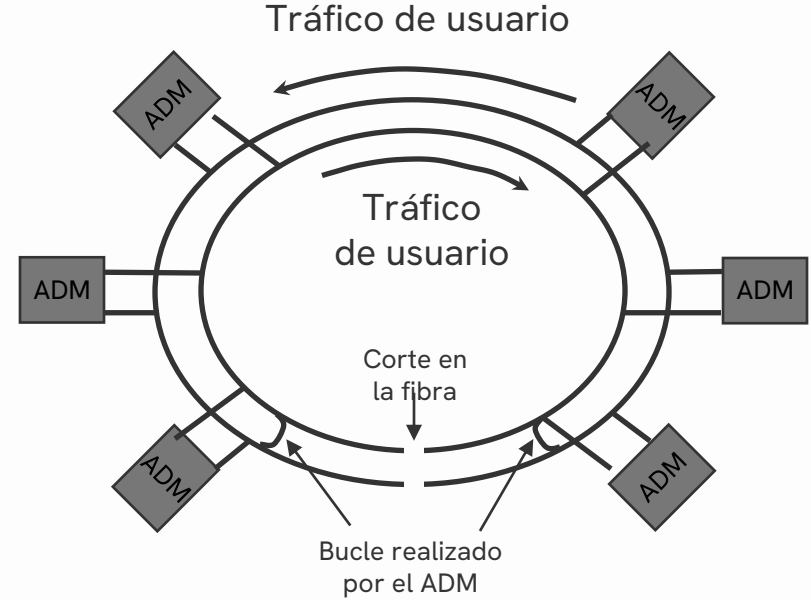 Tráfico de usuario
ADM
ADM
Tráfico
de usuario
ADM
ADM
Corte en
la fibra
ADM
ADM
Bucle realizado
por el ADM